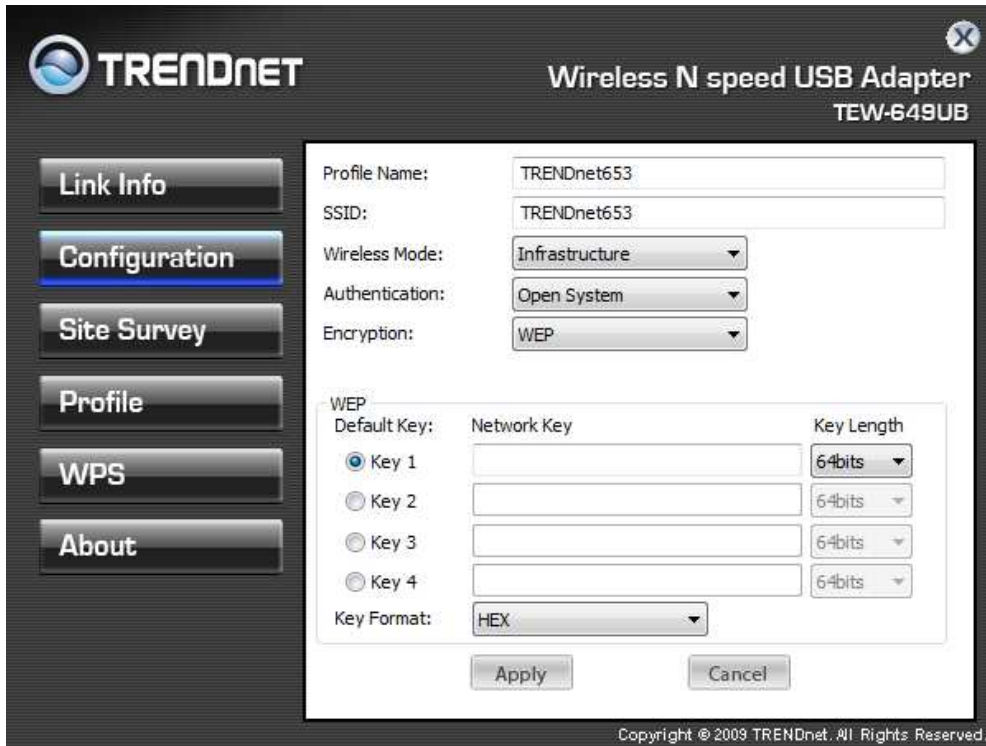 TRENDnet
Wireless N speed USB Adapter
TEW-649UB
Link Info
Configuration
Site Survey
Profile
WPS
About
Profile Name: TRENDnet653
SSID: TRENDnet653
Wireless Mode: Infrastructure
Authentication: Open System
Encryption: WEP
WEP
Default Key: Network Key Key Length
Key 1 64bits
Key 2 64bits
Key 3 64bits
Key 4 64bits
Key Format: HEX
Apply Cancel
Copyright © 2009 TRENDnet. All Rights Reserved.